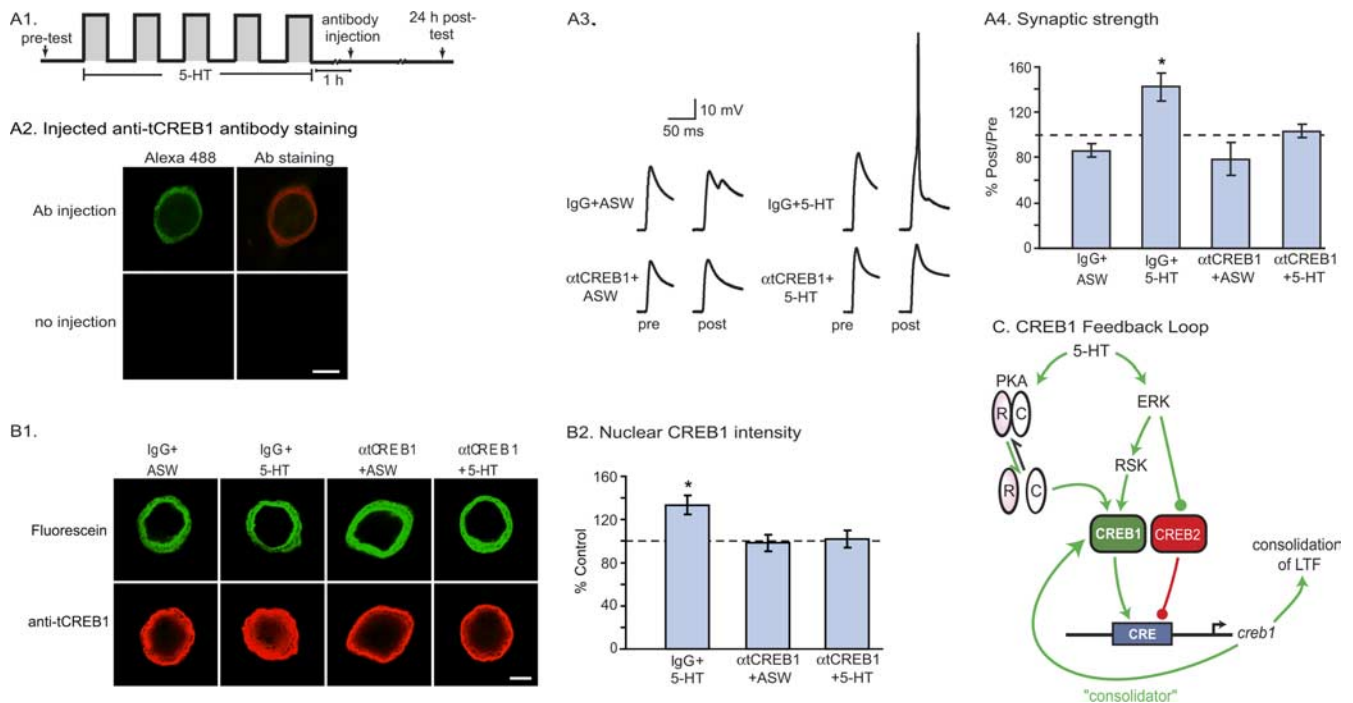 A1.
pre-test
5-HT
antibody
injection
1 h
24 h post-
test
A2. Injected anti-tCREB1 antibody staining
Alexa 488
Ab staining
Ab injection
no injection
A3.
10 mV
50 ms
IgG+ASW
IgG+5-HT
αtCREB1+
ASW
αtCREB1+
5-HT
pre
post
pre
post
A4. Synaptic strength
*
% Post/Pre
160
120
80
40
0
IgG+
ASW
IgG+
5-HT
αtCREB1
+ASW
αtCREB1
+5-HT
B1.
IgG+
ASW
IgG+
5-HT
αtCREB1
+ASW
αtCREB1
+5-HT
Fluorescein
anti-tCREB1
B2. Nuclear CREB1 intensity
*
% Control
160
120
80
40
0
IgG+
5-HT
αtCREB1
+ASW
αtCREB1
+5-HT
C. CREB1 Feedback Loop
5-HT
PKA
R C
ERK
RSK
R C
CREB1
CREB2
consolidation
of LTF
CRE
creb1
"consolidator"